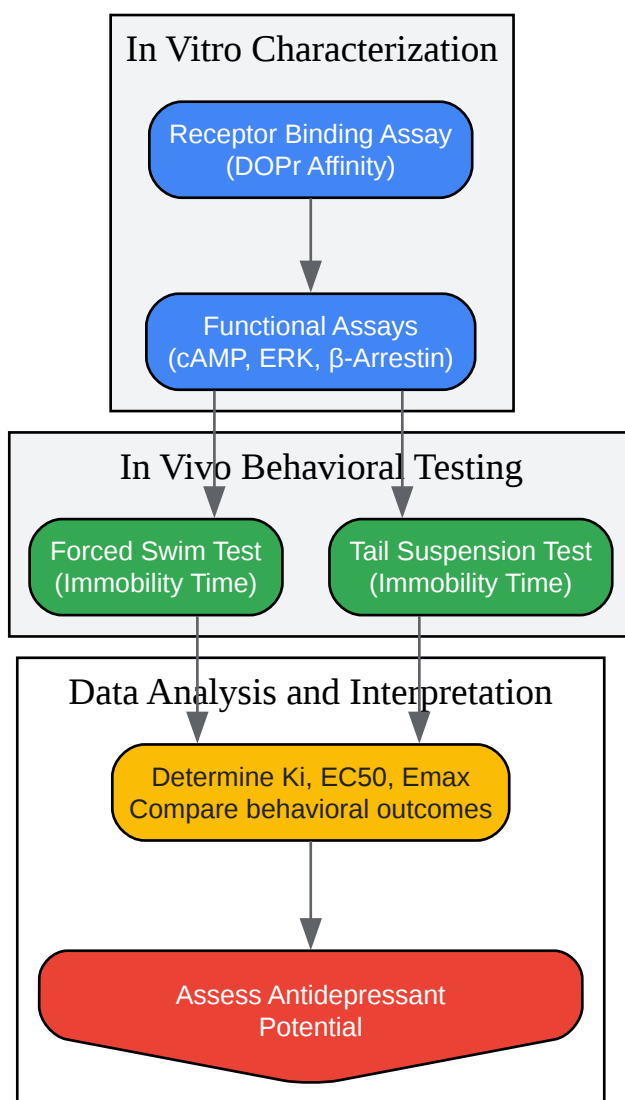 In Vitro Characterization
Receptor Binding Assay
(DOPr Affinity)
Functional Assays
(cAMP, ERK, β-Arrestin)
In Vivo Behavioral Testing
Forced Swim Test
(Immobility Time)
Tail Suspension Test
(Immobility Time)
Data Analysis and Interpretation
Determine Ki, EC50, Emax
Compare behavioral outcomes
Assess Antidepressant
Potential